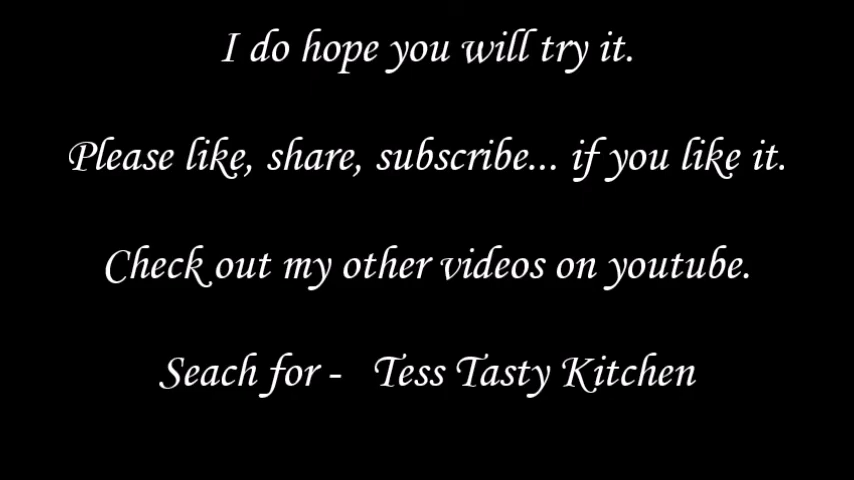 I do hope you will try it.
Please like, share, subscribe... if you like it.
Check out my other videos on youtube.
Seach for - Tess Tasty Kitchen